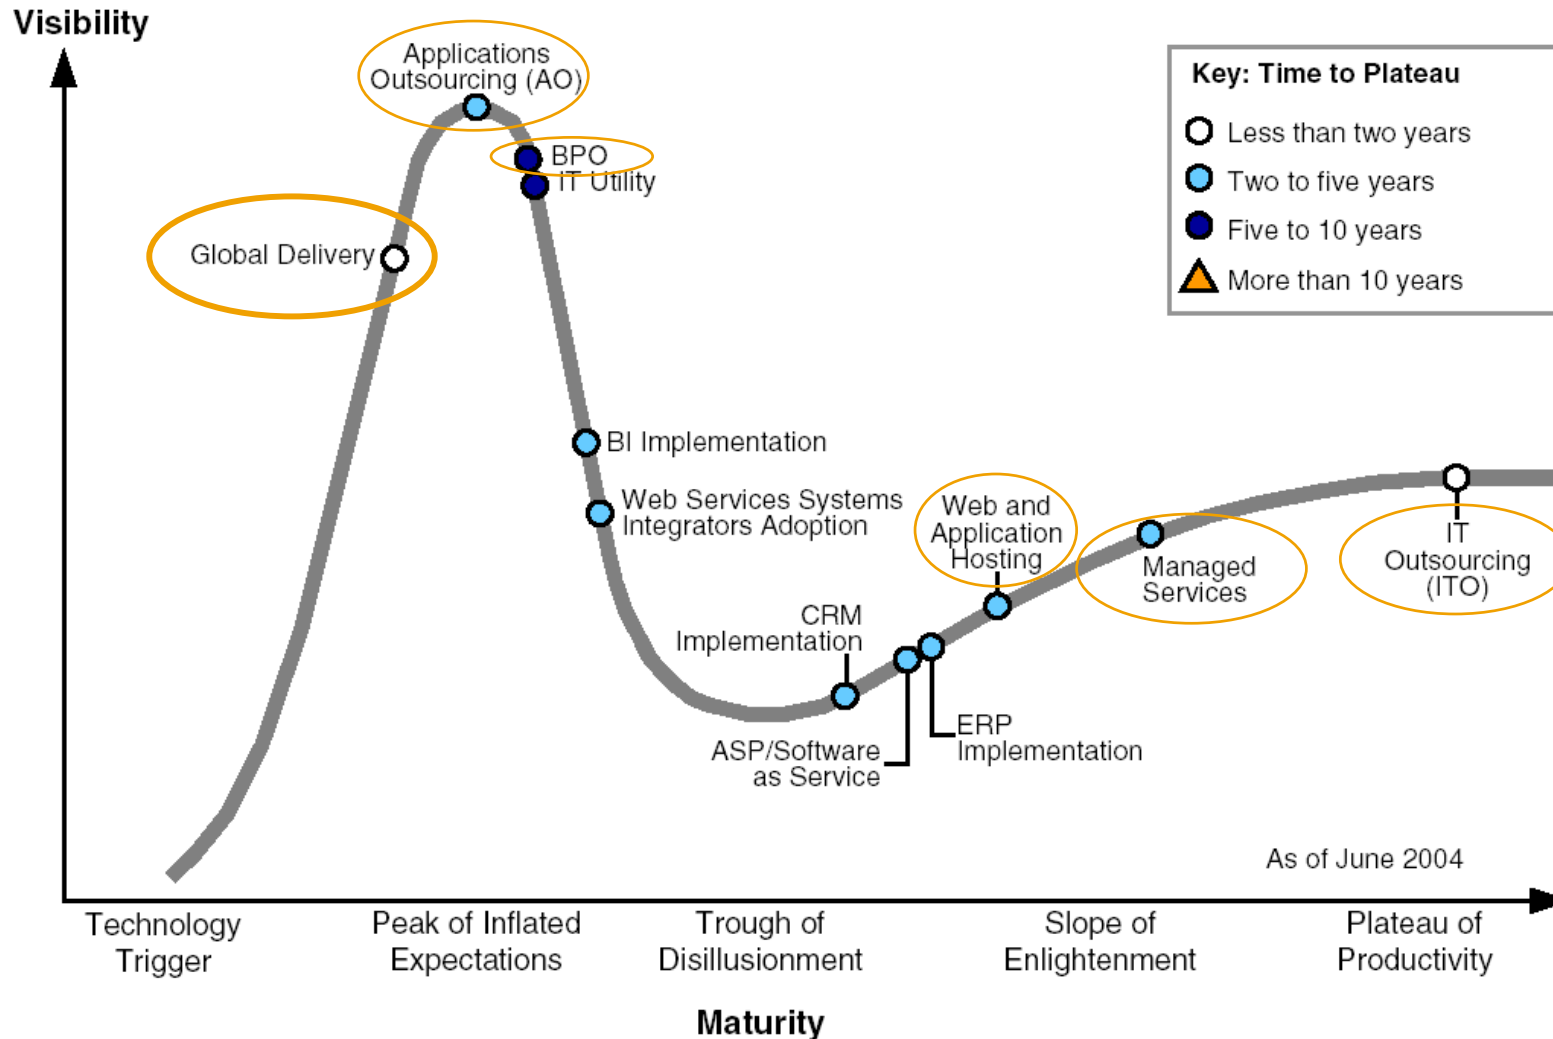 Visibility
Applications
Outsourcing (AO)
BPO
IT Utility
Global Delivery
Key: Time to Plateau
Less than two years
Two to five years
Five to 10 years
More than 10 years
BI Implementation
Web Services Systems
Integrators Adoption
Web and
Application
Hosting
Managed
Services
IT
Outsourcing
(ITO)
CRM
Implementation
ASP/Software
as Service
ERP
Implementation
As of June 2004
Technology
Trigger
Peak of Inflated
Expectations
Trough of
Disillusionment
Slope of
Enlightenment
Plateau of
Productivity
Maturity